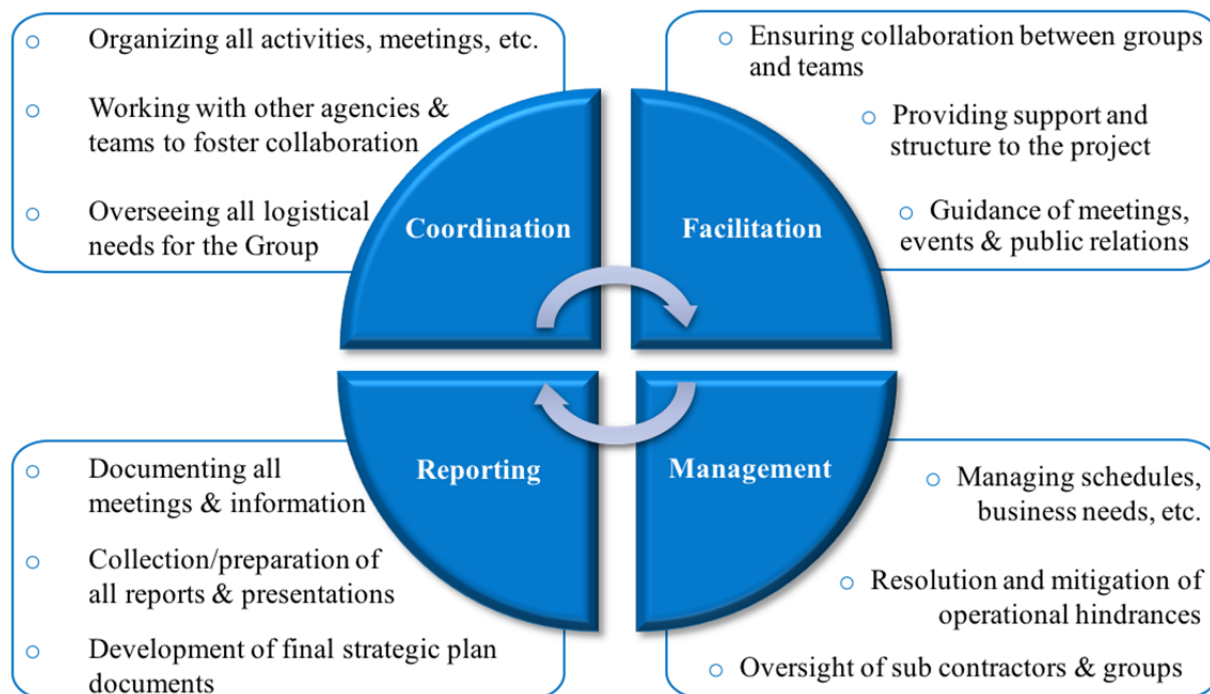 ○ Organizing all activities, meetings, etc.
○ Working with other agencies &
teams to foster collaboration
○ Overseeing all logistical
needs for the Group
○ Ensuring collaboration between groups
and teams
○ Providing support and
structure to the project
○ Guidance of meetings,
events & public relations
Coordination
Facilitation
Reporting
Management
○ Documenting all
meetings & information
○ Collection/preparation of
all reports & presentations
○ Development of final strategic plan
documents
○ Managing schedules,
business needs, etc.
○ Resolution and mitigation of
operational hindrances
○ Oversight of sub contractors & groups